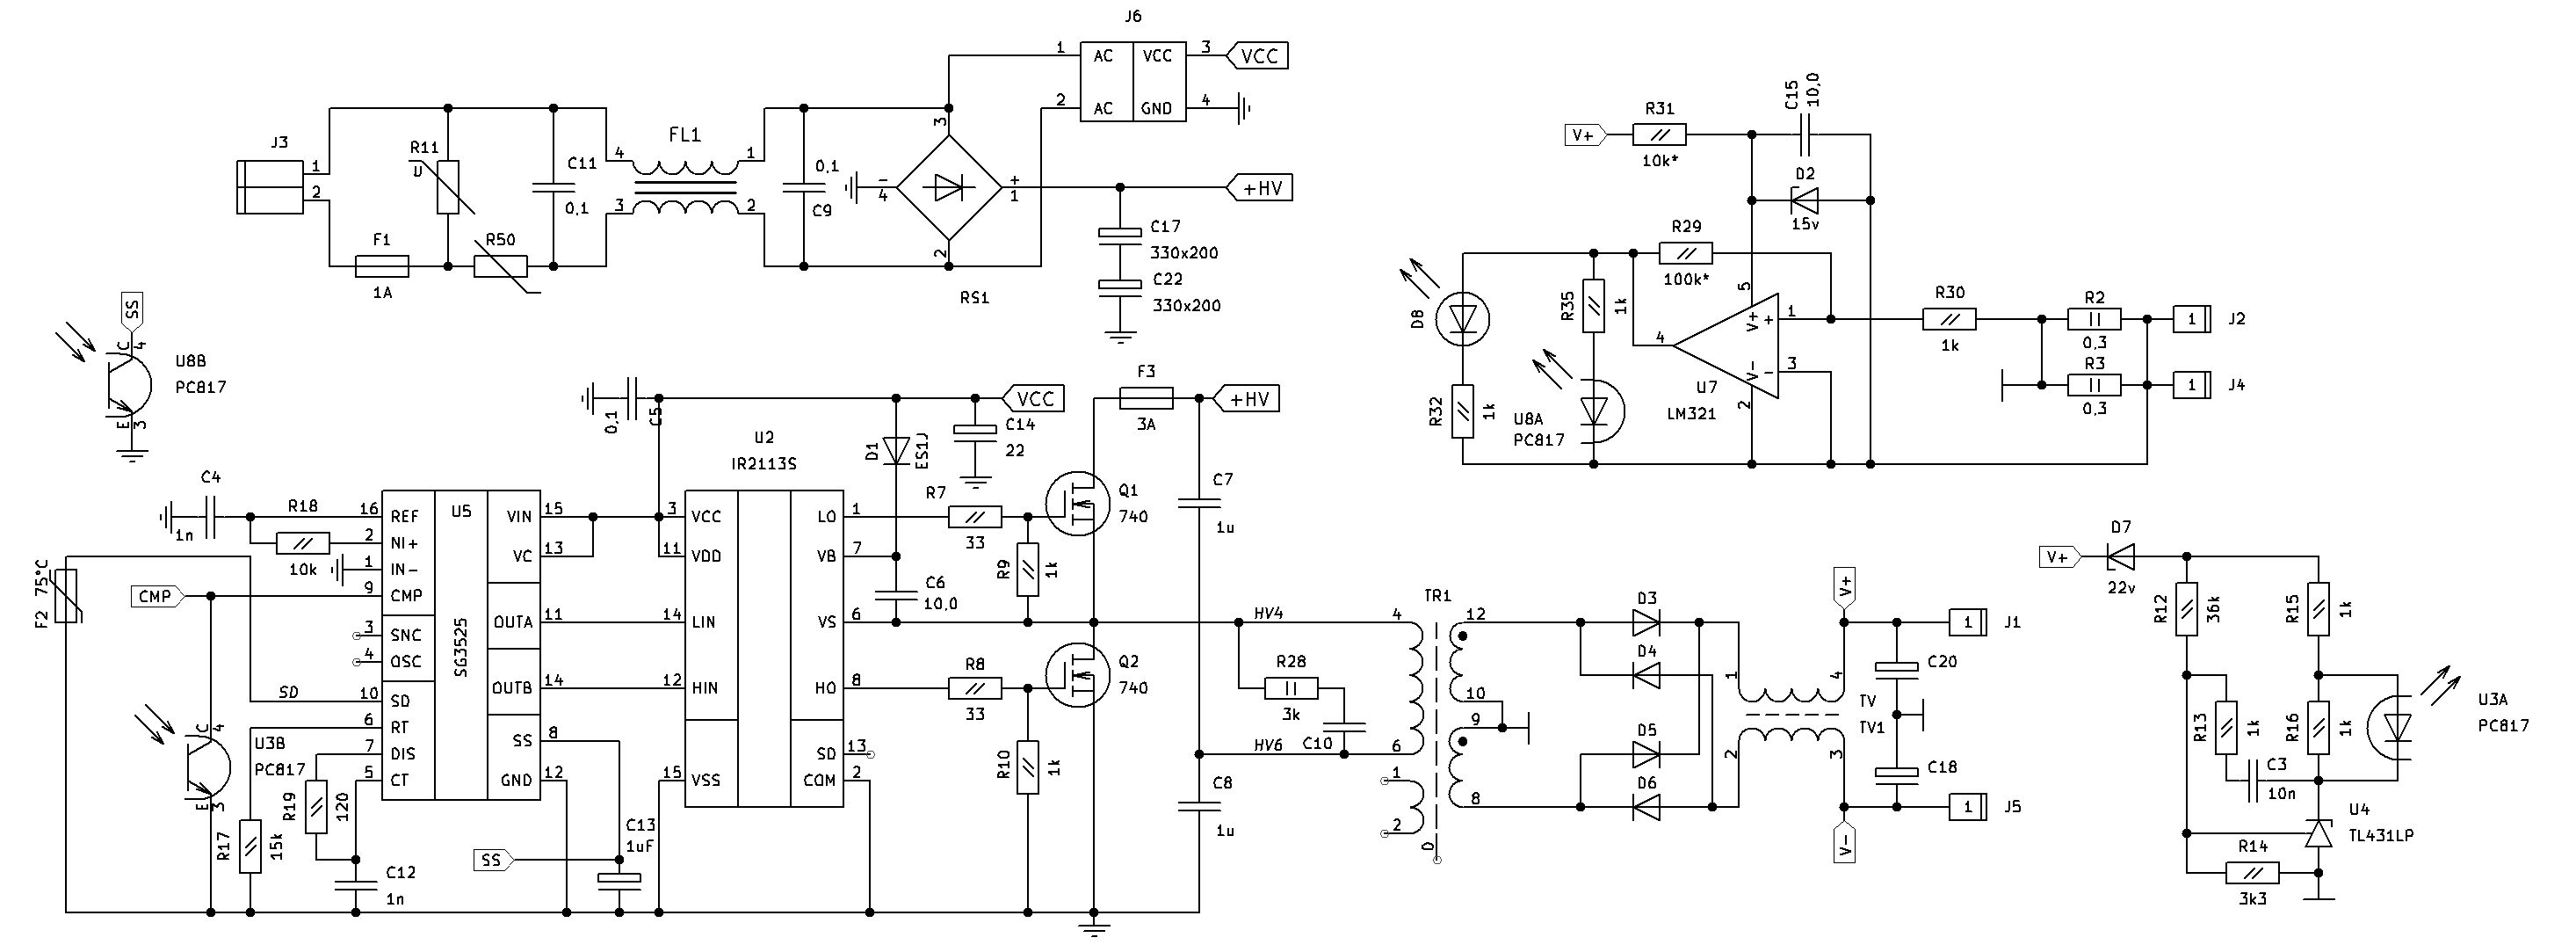 J6
1 AC VCC 3 VCC
2 AC GND 4
J3
1
2
R11
U
C11
0,1
FL1
4 1
3 2
0,1
C9
3
- 4
+ 1
2
RS1
+HV
F1
1A
R50
C17
330x200
C22
330x200
SS
C 4
E 3
U8B
PC817
V+
R31
10k*
C15 10,0
D2
15v
R29
100k*
D8
R35 1k
R32 1k
U8A
PC817
5
V+ + 1
4
V- - 3
2
U7
LM321
R30
1k
R2
0,3
R3
0,3
1 J2
1 J4
0,1 C5
VCC
F3
3A
+HV
C14
22
D1 ES1J
C4
1n
R18
10k
U5
SG3525
16 REF
2 NI+
1 IN-
9 CMP
3 SNC
4 OSC
10 SD
6 RT
7 DIS
5 CT
VIN 15
VC 13
OUTA 11
OUTB 14
SS 8
GND 12
CMP
F2 75°C
SD
C 4
E 3
U3B
PC817
R17 15k
R19 120
C12
1n
SS
C13
1uF
U2
IR2113S
3 VCC
11 VDD
14 LIN
12 HIN
15 VSS
LO 1
VB 7
VS 6
HO 8
SD 13
COM 2
R7
33
R9 1k
C6
10,0
R8
33
R10 1k
Q1
740
Q2
740
C7
1u
C8
1u
HV4
R28
3k
C10
HV6
TR1
4
6
1
2
0
12
10
9
8
D3
D4
D5
D6
1 4
2 3
TV
TV1
V+
V-
C20
C18
1 J1
1 J5
V+
D7
22v
R12 36k
R15 1k
R13 1k
R16 1k
C3
10n
U3A
PC817
U4
TL431LP
R14
3k3